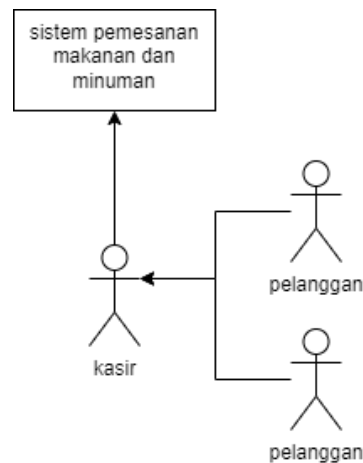 sistem pemesanan
makanan dan
minuman
pelanggan
kasir
pelanggan